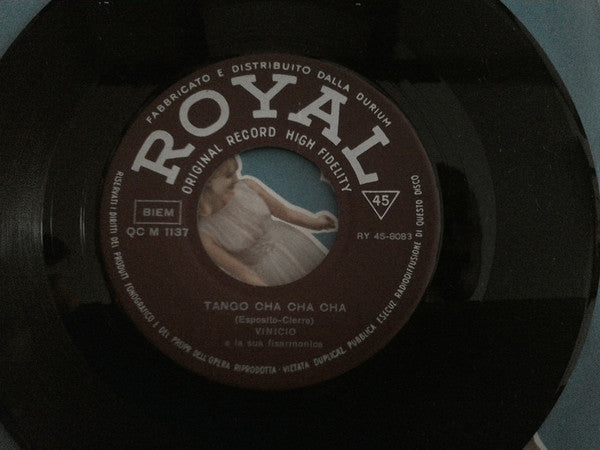 FABBRICATO E DISTRIBUITO DALLA DURIUM
ROYAL
ORIGINAL RECORD HIGH FIDELITY
45
BIEM
QC M 1137
RY 45-8083
TANGO CHA CHA CHA
(Esposito-Cierro)
VINICIO
e la sua fisarmonica
RISERVATI I DIRITTI DEL PRODUTT. FONOGRAFICO E DEL PROPR. DELL'OPERA RIPRODOTTA - VIETATA DUPLICAZ. PUBBLICA ESECUZ. RADIODIFFUSIONE DI QUESTO DISCO